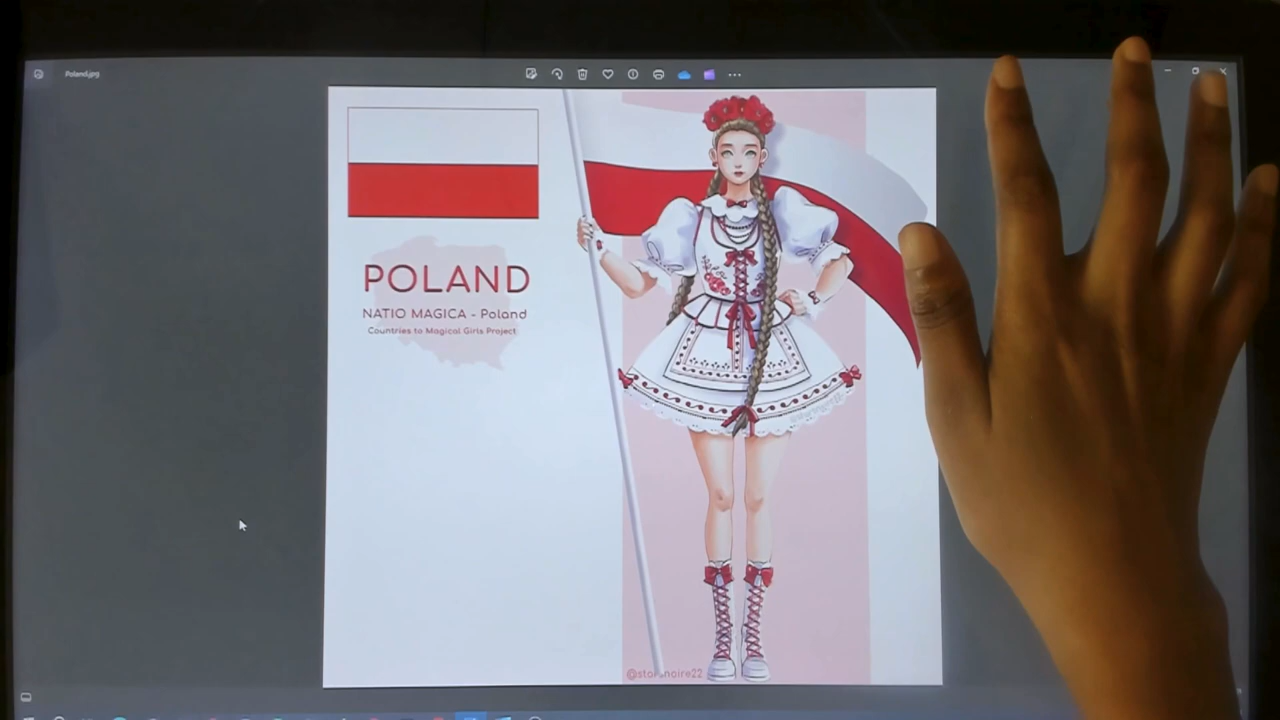 Poland.jpg
POLAND
NATIO MAGICA - Poland
Countries to Magical Girls Project